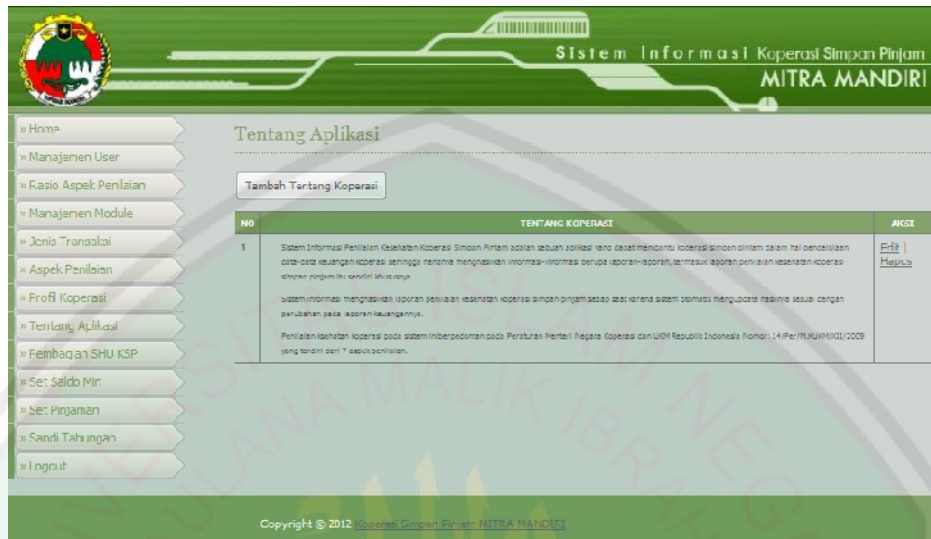 Sistem Informasi Koperasi Simpan Pinjam
MITRA MANDIRI
» Home
» Manajemen User
» Rasio Aspek Penilaian
» Manajemen Module
» Jenis Transaksi
» Aspek Penilaian
» Profil Koperasi
» Tentang Aplikasi
» Pembagian SHU KSP
» Set Saldo Min
» Set Pinjaman
» Sandi Tabungan
» Logout
Tentang Aplikasi
Tambah Tentang Koperasi
NO TENTANG KOPERASI AKSI
1 Sistem Informasi Penilaian Kesehatan Koperasi Simpan Pinjam adalah sebuah aplikasi yang dapat membantu koperasi simpan pinjam dalam hal pengelolaan Edit |
data-data keuangan koperasi sehingga nantinya menghasilkan informasi-informasi berupa laporan-laporan, termasuk laporan penilaian kesehatan koperasi Hapus
simpan pinjam itu sendiri khususnya
Sistem informasi menghasilkan laporan penilaian kesehatan koperasi simpan pinjam setiap saat karena sistem otomatis mengupdate hasilnya sesuai dengan
perubahan pada laporan keuangannya.
Penilaian kesehatan koperasi pada sistem ini berpedoman pada Peraturan Menteri Negara Koperasi dan UKM Republik Indonesia Nomor: 14/Per/M.KUKM/XII/2009
yang terdiri dari 7 aspek penilaian.
Copyright © 2012 Koperasi Simpan Pinjam MITRA MANDIRI